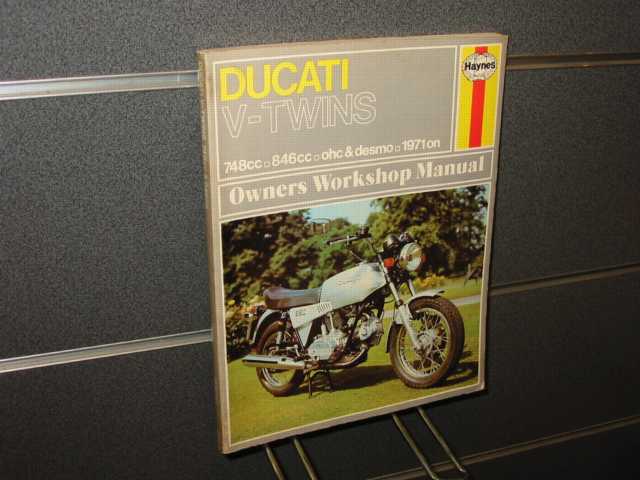 DUCATI
V-TWINS
Haynes
748cc □ 846cc □ ohc & desmo □ 1971 on
Owners Workshop Manual